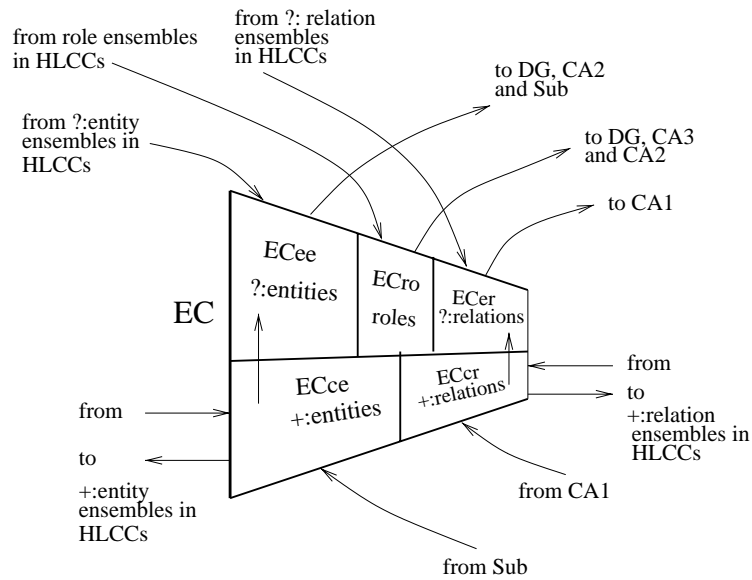 from ?: relation
ensembles
in HLCCs
from role ensembles
in HLCCs
to DG, CA2
and Sub
from ?:entity
ensembles in
HLCCs
to DG, CA3
and CA2
to CA1
ECee
?:entities
ECro
roles
ECer
?:relations
EC
ECce
+:entities
ECcr
+:relations
from
to
+:entity
ensembles in
HLCCs
from
to
+:relation
ensembles in
HLCCs
from CA1
from Sub